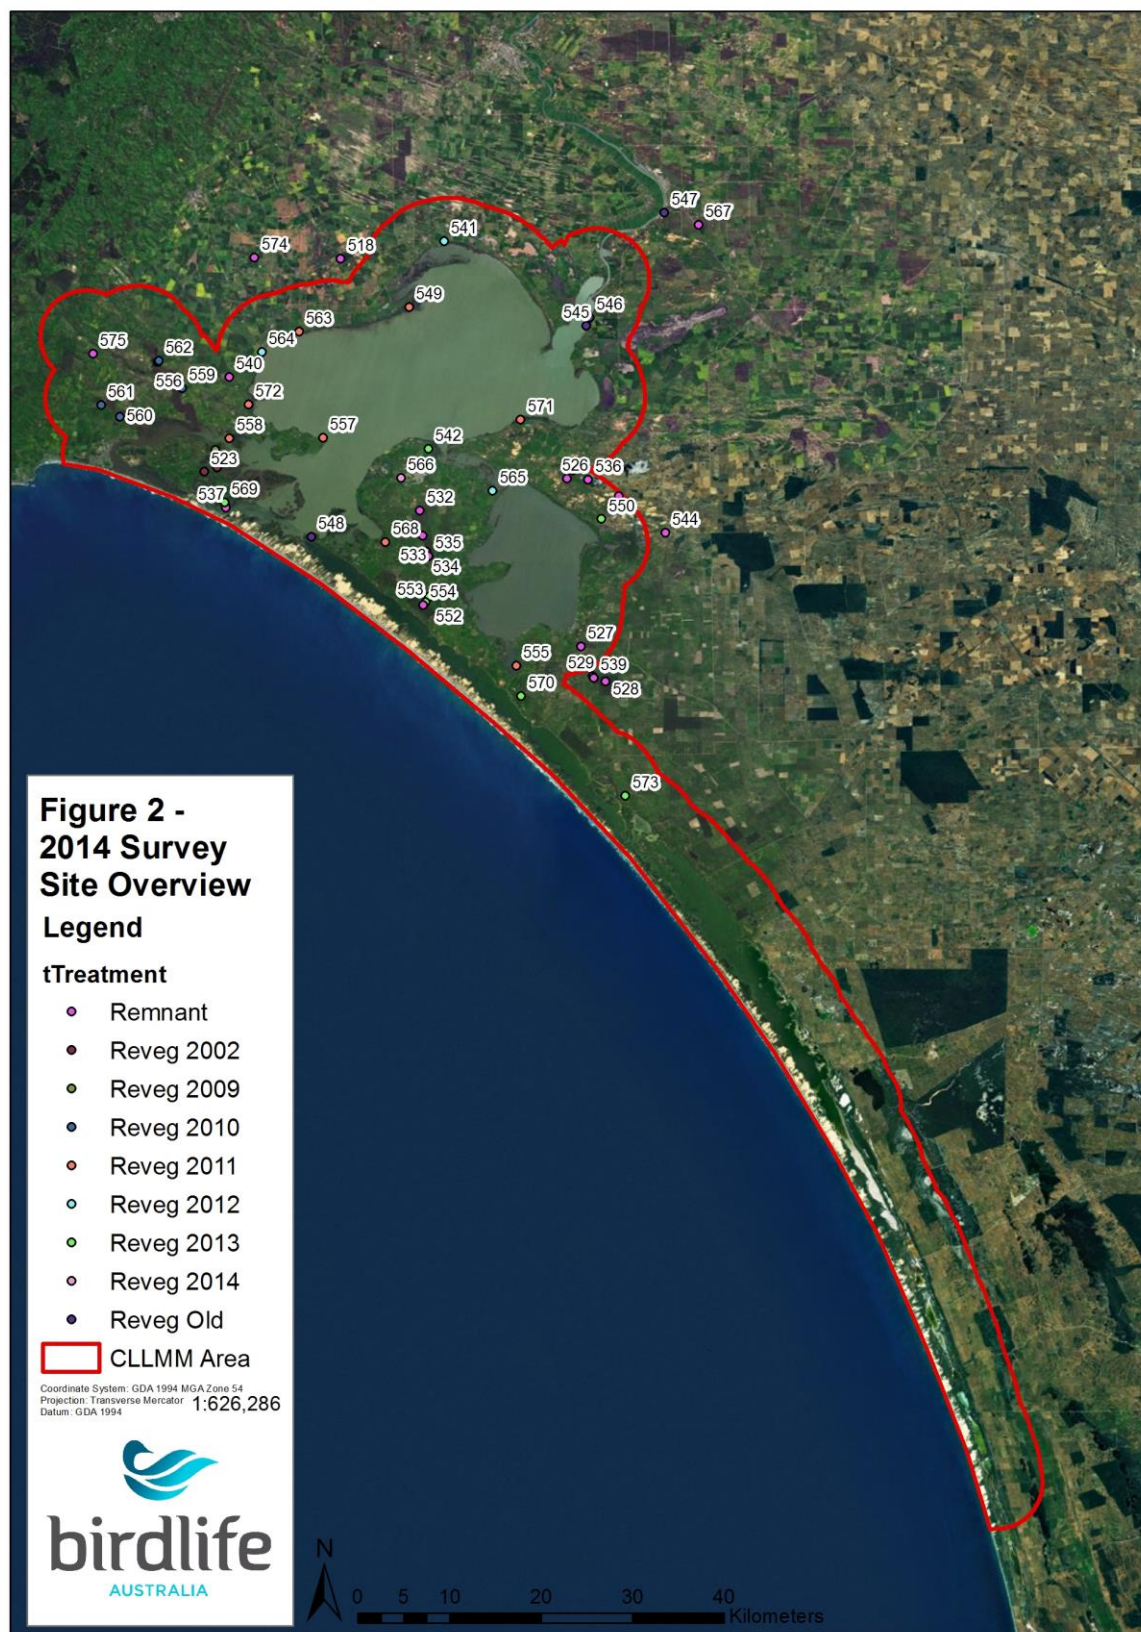 547
567
541
574
518
549
546
545
563
564
575
562
540
559
556
572
561
560
571
558
557
542
523
566
526
536
565
569
537
532
550
548
568
535
544
533
534
553
554
552
527
555
529
539
570
528
573
Figure 2 -
2014 Survey
Site Overview
Legend
tTreatment
Remnant
Reveg 2002
Reveg 2009
Reveg 2010
Reveg 2011
Reveg 2012
Reveg 2013
Reveg 2014
Reveg Old
CLLMM Area
Coordinate System: GDA 1994 MGA Zone 54
Projection: Transverse Mercator
Datum: GDA 1994
1:626,286
birdlife
AUSTRALIA
N
0 5 10 20 30 40
Kilometers